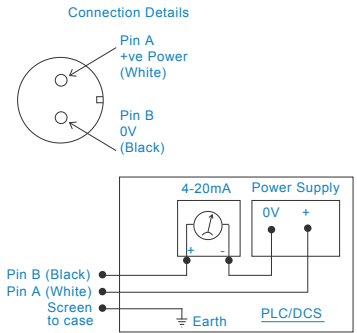 Connection Details
Pin A
+ve Power
(White)
Pin B
0V
(Black)
4-20mA
Power Supply
0V
+
+
-
Pin B (Black)
Pin A (White)
Screen
to case
Earth
PLC/DCS